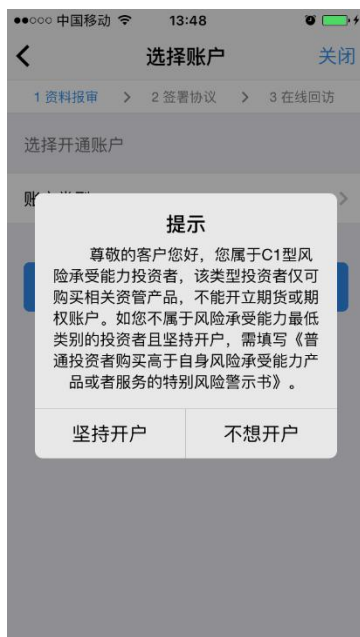 中国移动 13:48
选择账户 关闭
1 资料报审 > 2 签署协议 > 3 在线回访
选择开通账户
提示
尊敬的客户您好，您属于C1型风
险承受能力投资者，该类型投资者仅可
购买相关资管产品，不能开立期货或期
权账户。如您不属于风险承受能力最低
类别的投资者且坚持开户，需填写《普
通投资者购买高于自身风险承受能力产
品或者服务的特别风险警示书》。
坚持开户 不想开户